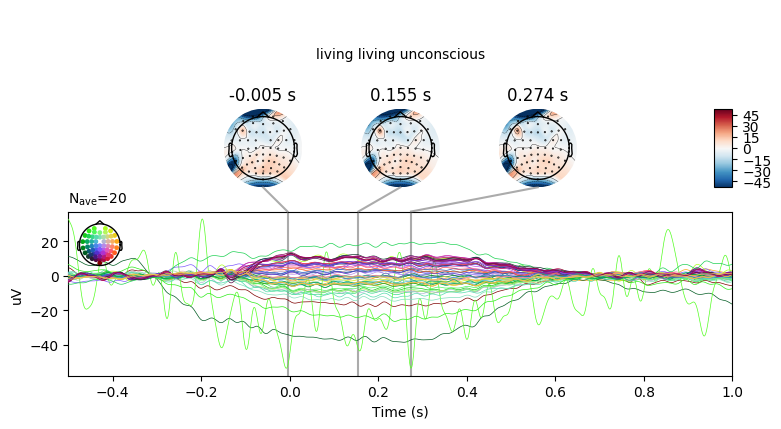 living living unconscious
-0.005 s 0.155 s 0.274 s
45
30
15
0
−15
−30
−45
Nave=20
20
0
−20
−40
uV
−0.4 −0.2 0.0 0.2 0.4 0.6 0.8 1.0
Time (s)